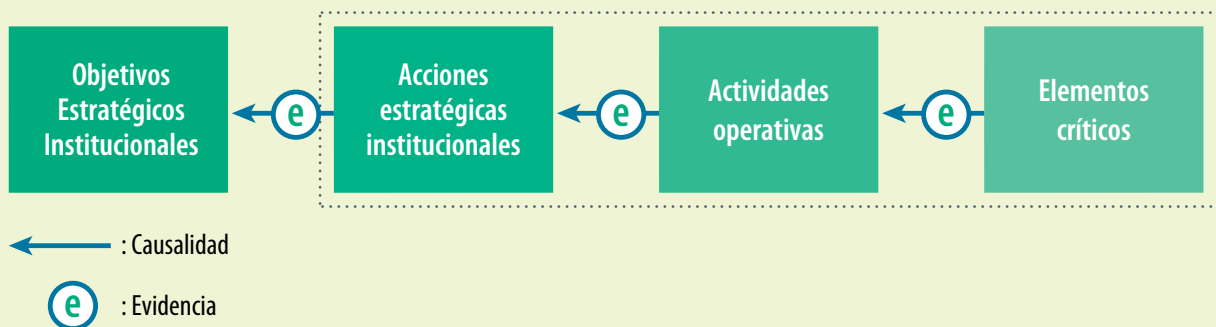 Objetivos
Estratégicos
Institucionales
e
Acciones
estratégicas
institucionales
e
Actividades
operativas
e
Elementos
críticos
: Causalidad
e : Evidencia